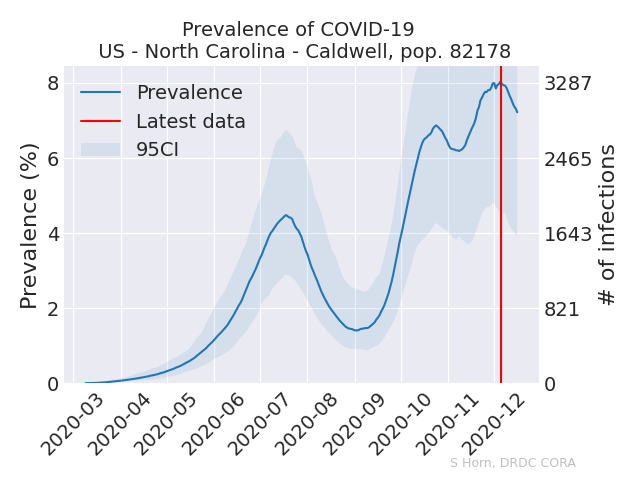 Prevalence of COVID-19
US - North Carolina - Caldwell, pop. 82178
Prevalence
Latest data
95CI
Prevalence (%)
8
6
4
2
0
3287
2465
1643
821
0
# of infections
2020-03
2020-04
2020-05
2020-06
2020-07
2020-08
2020-09
2020-10
2020-11
2020-12
S Horn, DRDC CORA